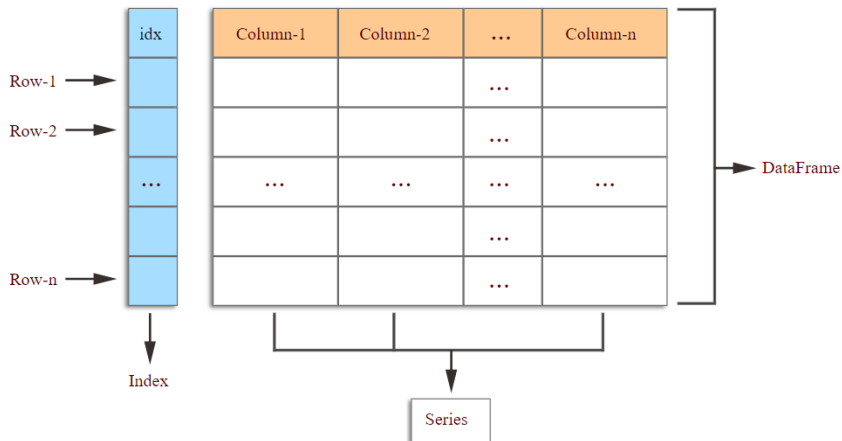 idx Column-1 Column-2 ... Column-n
Row-1 ...
Row-2 ...
... ... ... ... ...
DataFrame
...
Row-n ...
Index
Series